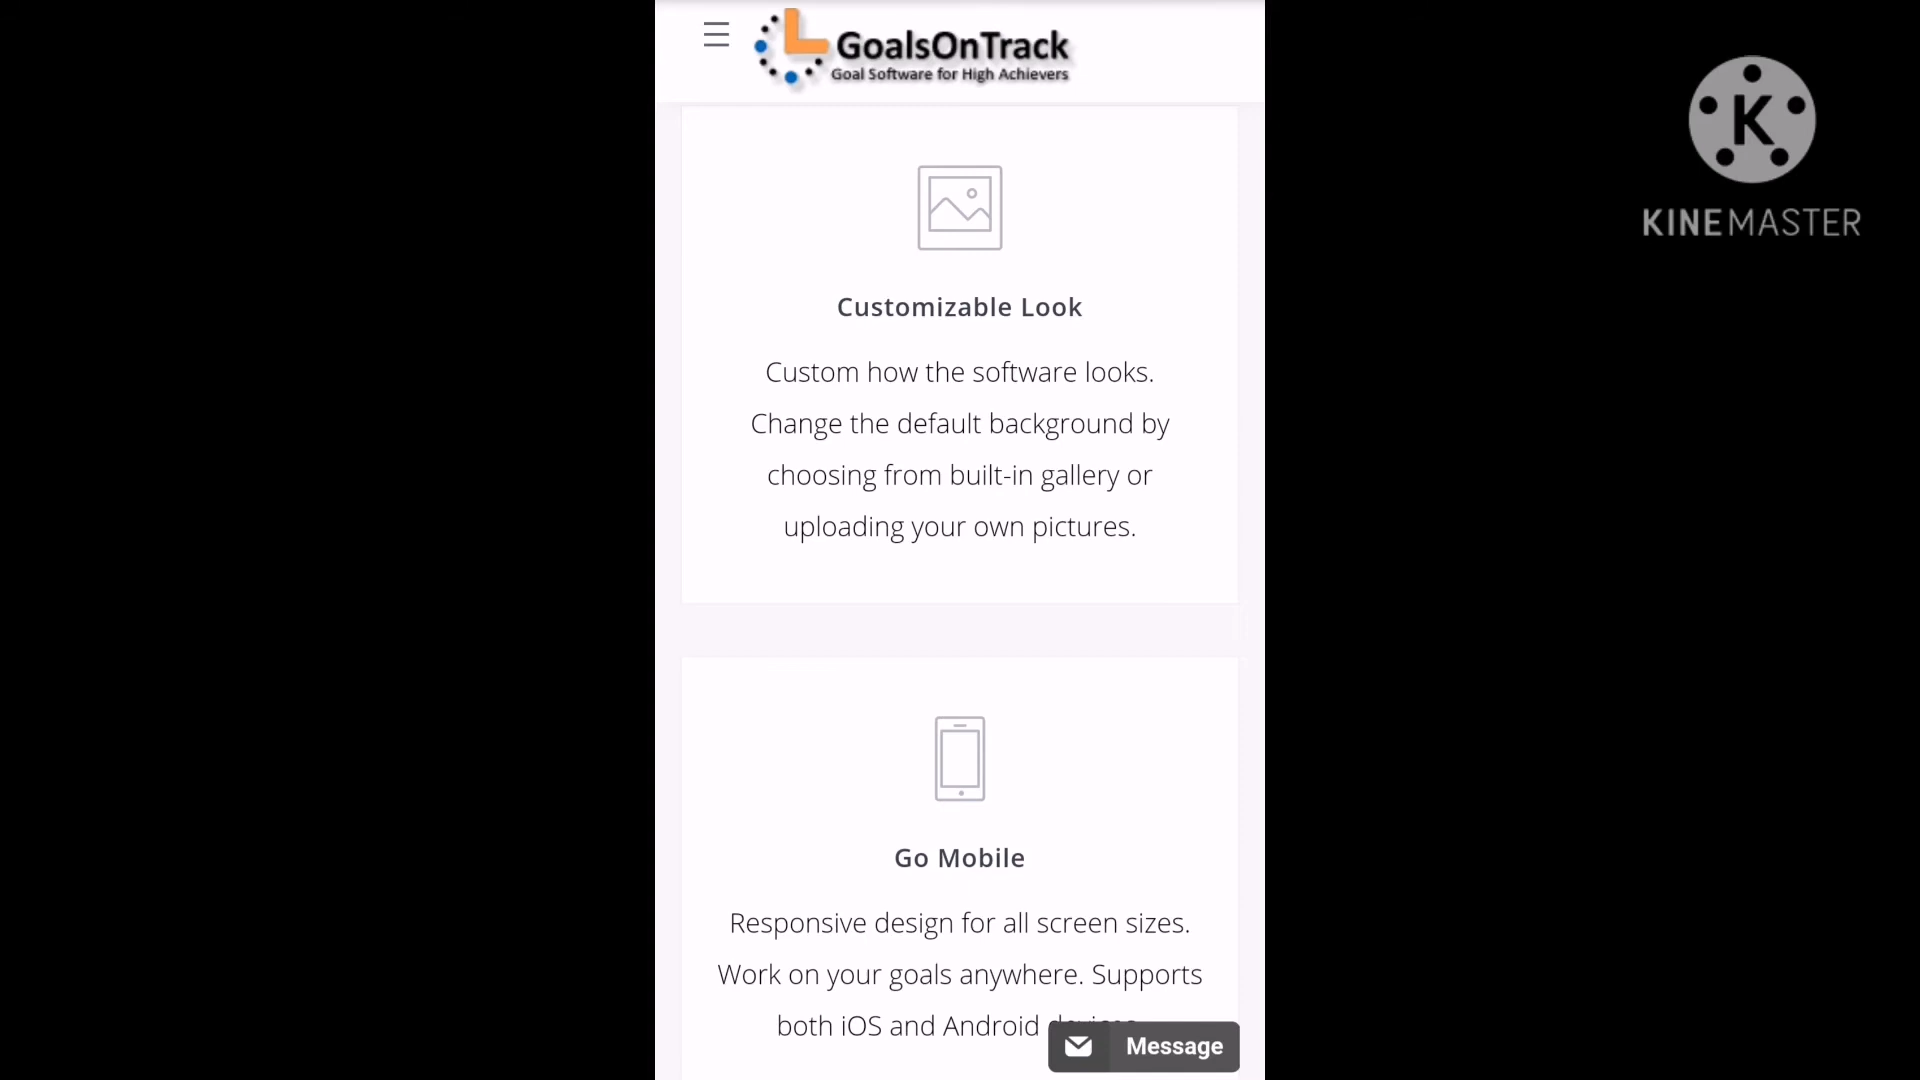 GoalsOnTrack
Goal Software for High Achievers
K
KINEMASTER
Customizable Look
Custom how the software looks.
Change the default background by
choosing from built-in gallery or
uploading your own pictures.
Go Mobile
Responsive design for all screen sizes.
Work on your goals anywhere. Supports
both iOS and Android
Message